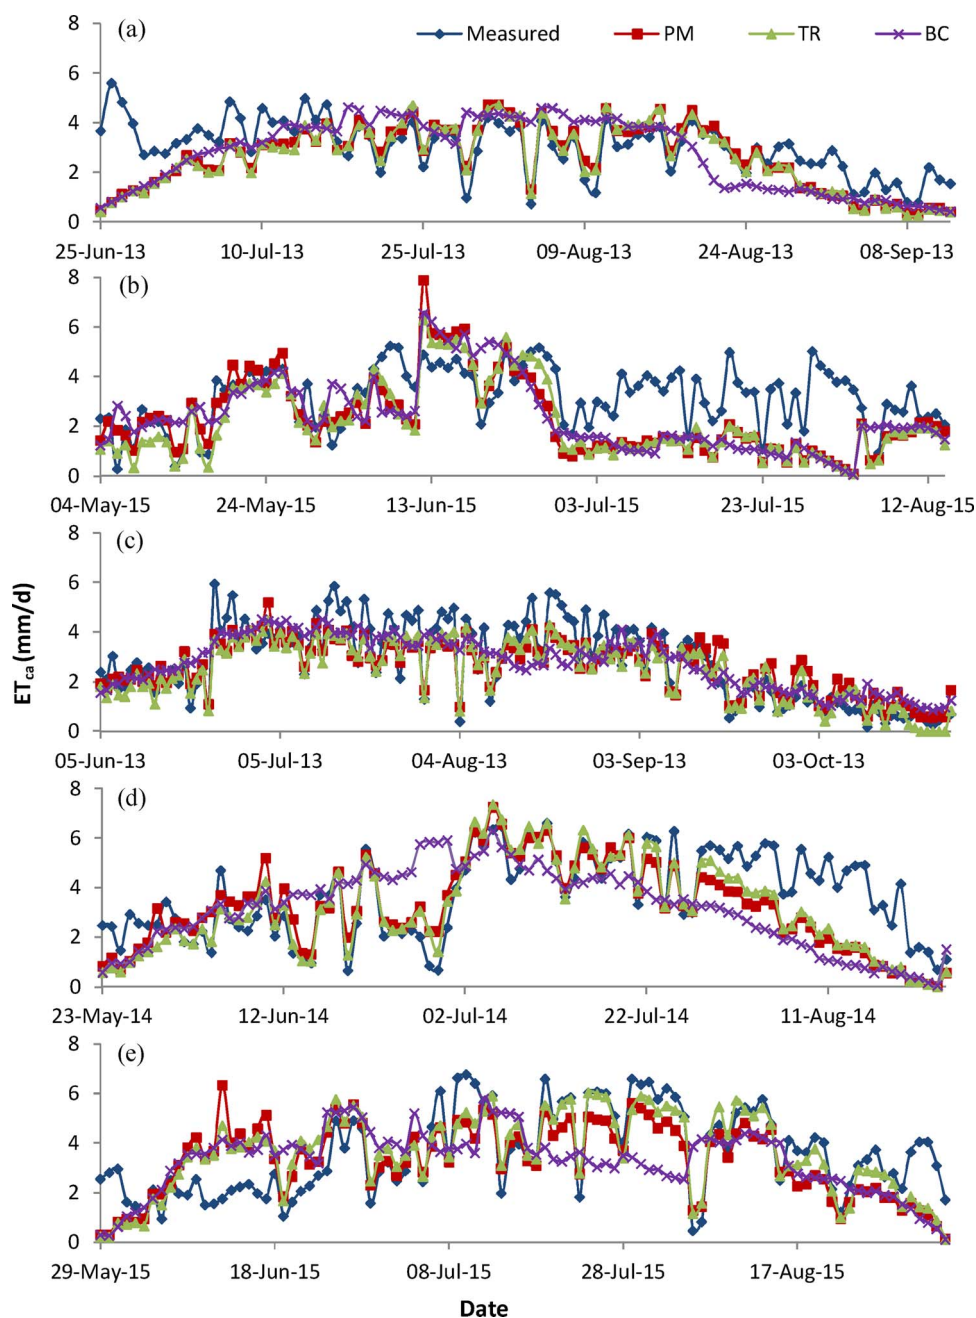 8 (a) Measured PM TR BC
6
4
2
0
25-Jun-13 10-Jul-13 25-Jul-13 09-Aug-13 24-Aug-13 08-Sep-13
8 (b)
6
4
2
0
04-May-15 24-May-15 13-Jun-15 03-Jul-15 23-Jul-15 12-Aug-15
8 (c)
6
4
2
0
05-Jun-13 05-Jul-13 04-Aug-13 03-Sep-13 03-Oct-13
ETca (mm/d)
8 (d)
6
4
2
0
23-May-14 12-Jun-14 02-Jul-14 22-Jul-14 11-Aug-14
8 (e)
6
4
2
0
29-May-15 18-Jun-15 08-Jul-15 28-Jul-15 17-Aug-15
Date